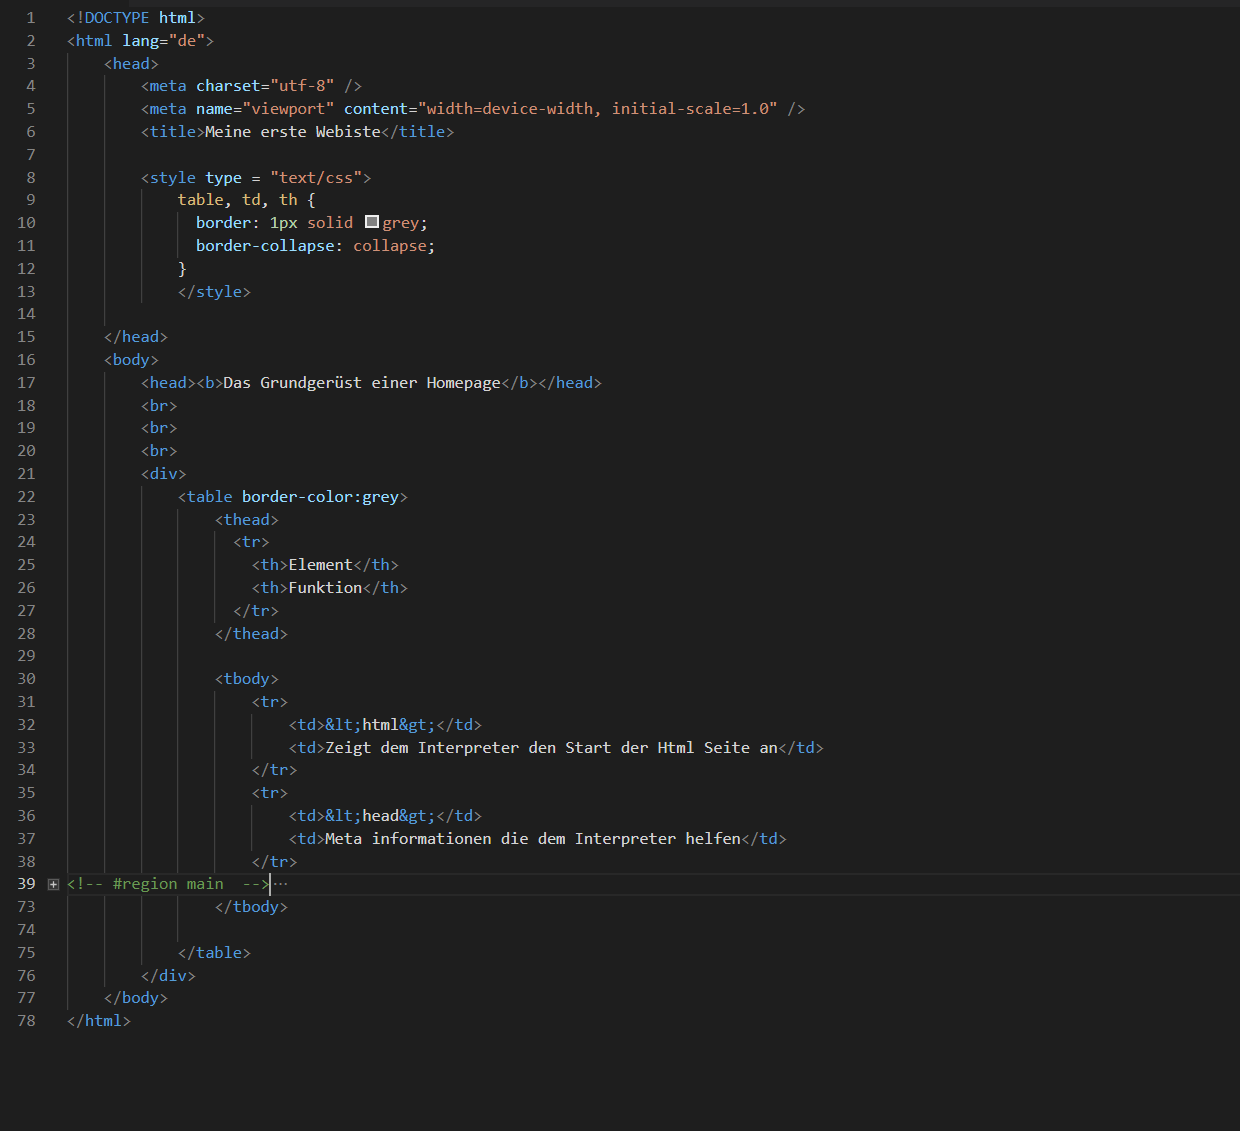 1 <!DOCTYPE html>
2 <html lang="de">
3 <head>
4 <meta charset="utf-8" />
5 <meta name="viewport" content="width=device-width, initial-scale=1.0" />
6 <title>Meine erste Webiste</title>
7
8 <style type = "text/css">
9 table, td, th {
10 border: 1px solid grey;
11 border-collapse: collapse;
12 }
13 </style>
14
15 </head>
16 <body>
17 <head><b>Das Grundgerüst einer Homepage</b></head>
18 <br>
19 <br>
20 <br>
21 <div>
22 <table border-color:grey>
23 <thead>
24 <tr>
25 <th>Element</th>
26 <th>Funktion</th>
27 </tr>
28 </thead>
29
30 <tbody>
31 <tr>
32 <td>&lt;html&gt;</td>
33 <td>Zeigt dem Interpreter den Start der Html Seite an</td>
34 </tr>
35 <tr>
36 <td>&lt;head&gt;</td>
37 <td>Meta informationen die dem Interpreter helfen</td>
38 </tr>
39 <!-- #region main  -->⋯
73 </tbody>
74
75 </table>
76 </div>
77 </body>
78 </html>